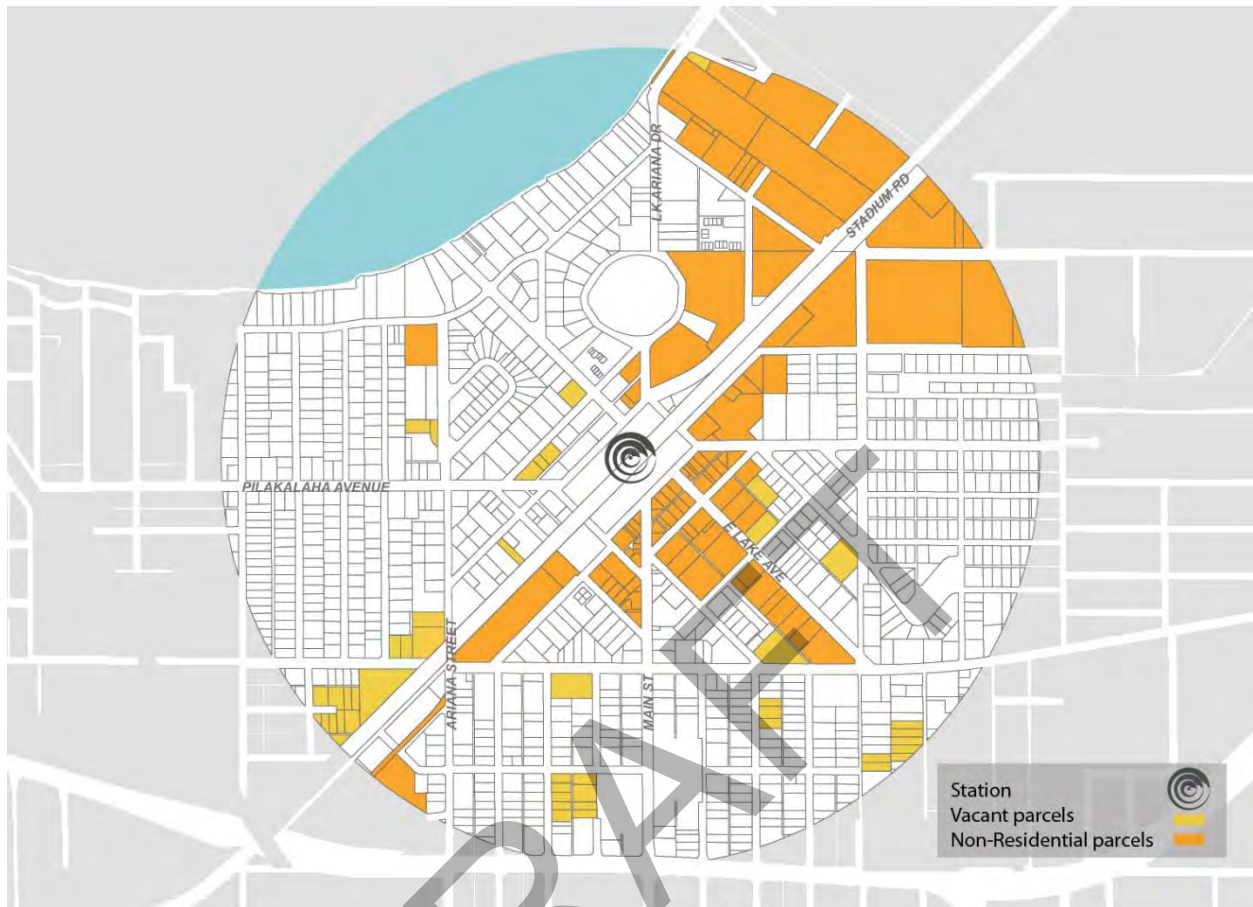 LK ARIANA DR
STADIUM RD
PILAKALAHA AVENUE
E LAKE AVE
ARIANA STREET
MAIN ST
DRAFT
Station
Vacant parcels
Non-Residential parcels